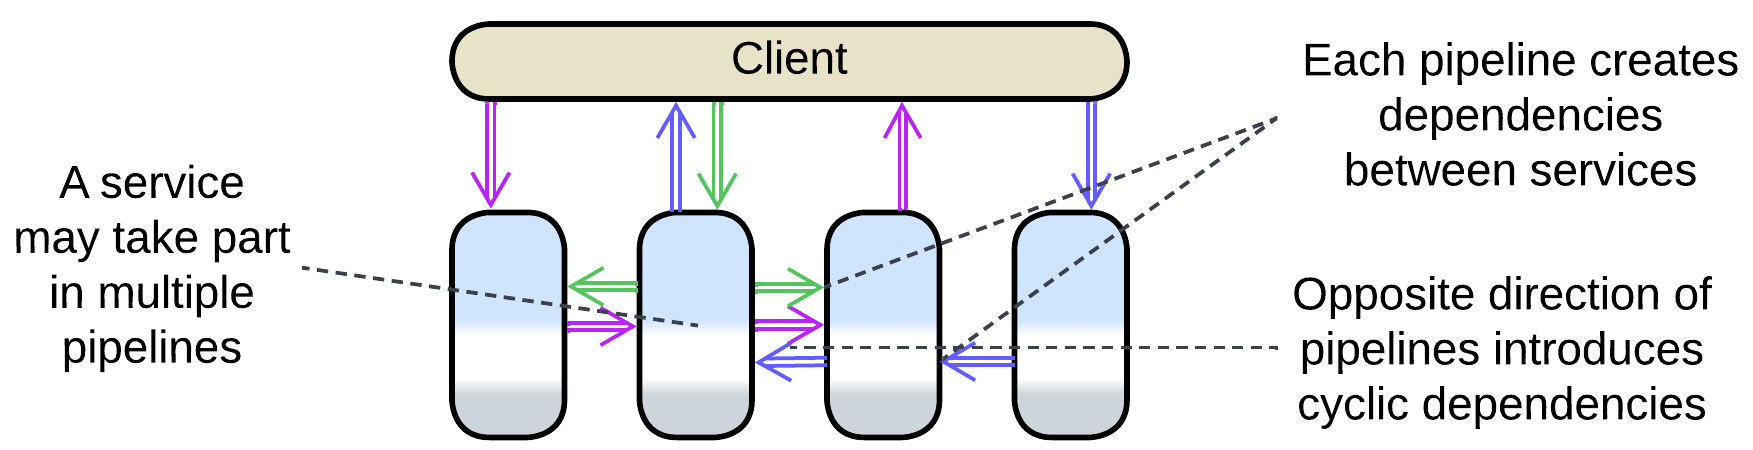 Client
A service
may take part
in multiple
pipelines
Each pipeline creates
dependencies
between services
Opposite direction of
pipelines introduces
cyclic dependencies